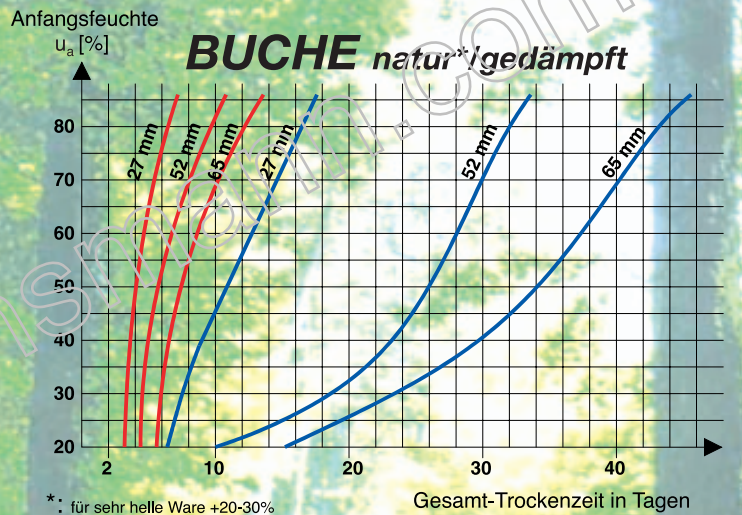 Anfangsfeuchte
uₐ [%]
BUCHE natur*/gedämpft
80
70
60
50
40
30
20
27 mm
52 mm
65 mm
27 mm
52 mm
65 mm
2
10
20
30
40
*: für sehr helle Ware +20-30%
Gesamt-Trockenzeit in Tagen